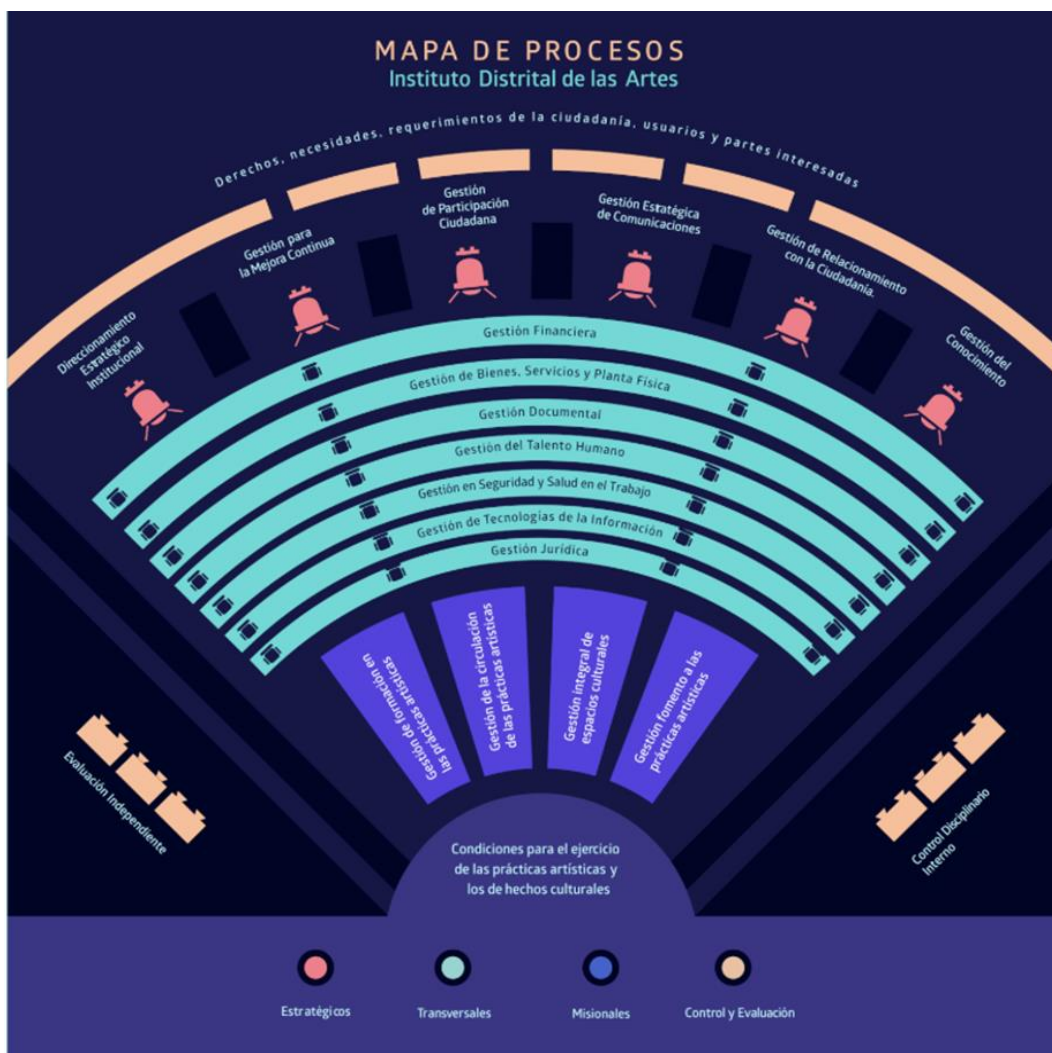 MAPA DE PROCESOS
Instituto Distrital de las Artes
Derechos, necesidades, requerimientos de la ciudadanía, usuarios y partes interesadas
Direccionamiento
Estratégico
Institucional
Gestión para
la Mejora Continua
Gestión
de Participación
Ciudadana
Gestión Estratégica
de Comunicaciones
Gestión de Relacionamiento
con la Ciudadanía.
Gestión del
Conocimiento
Gestión Financiera
Gestión de Bienes, Servicios y Planta Física
Gestión Documental
Gestión del Talento Humano
Gestión en Seguridad y Salud en el Trabajo
Gestión de Tecnologías de la Información
Gestión Jurídica
Gestión de formación en
las prácticas artísticas
Gestión de la circulación
de las prácticas artísticas
Gestión integral de
espacios culturales
Gestión fomento a las
prácticas artísticas
Evaluación Independiente
Control Disciplinario
Interno
Condiciones para el ejercicio
de las prácticas artísticas y
los de hechos culturales
Estratégicos
Transversales
Misionales
Control y Evaluación